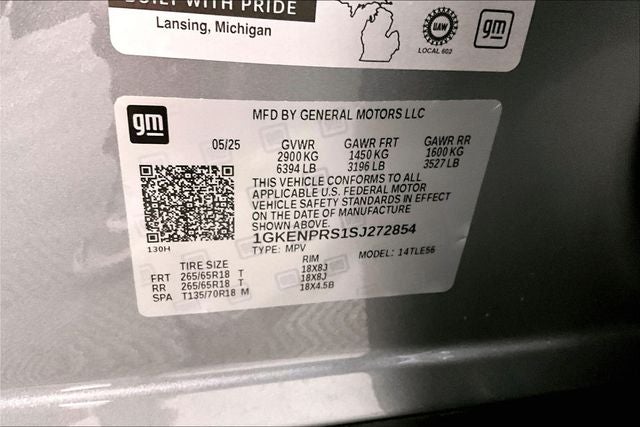 BUILT WITH PRIDE
Lansing, Michigan
UAW
LOCAL 602
gm
gm
MFD BY GENERAL MOTORS LLC
05/25 GVWR GAWR FRT GAWR RR
2900 KG 1450 KG 1600 KG
6394 LB 3196 LB 3527 LB
THIS VEHICLE CONFORMS TO ALL
APPLICABLE U.S. FEDERAL MOTOR
VEHICLE SAFETY STANDARDS IN EFFECT
ON THE DATE OF MANUFACTURE
SHOWN ABOVE.
1GKENPRS1SJ272854
130H
TYPE: MPV MODEL: 14TLE56
TIRE SIZE RIM
FRT 265/65R18 T 18X8J
RR 265/65R18 T 18X8J
SPA T135/70R18 M 18X4.5B